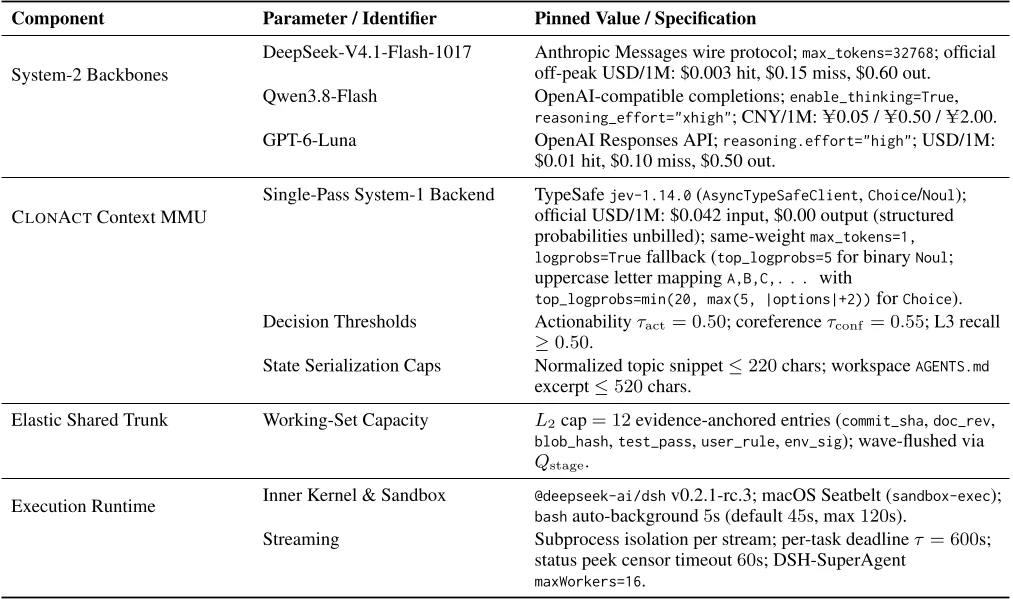 Component Parameter / Identifier Pinned Value / Specification
System-2 Backbones
DeepSeek-V4.1-Flash-1017 Anthropic Messages wire protocol; max_tokens=32768; official
off-peak USD/1M: $0.003 hit, $0.15 miss, $0.60 out.
Qwen3.8-Flash OpenAI-compatible completions; enable_thinking=True,
reasoning_effort="xhigh"; CNY/1M: ¥0.05 / ¥0.50 / ¥2.00.
GPT-6-Luna OpenAI Responses API; reasoning.effort="high"; USD/1M:
$0.01 hit, $0.10 miss, $0.50 out.
CLONACT Context MMU
Single-Pass System-1 Backend TypeSafe jev-1.14.0 (AsyncTypeSafeClient, Choice/Noul);
official USD/1M: $0.042 input, $0.00 output (structured
probabilities unbilled); same-weight max_tokens=1,
logprobs=True fallback (top_logprobs=5 for binary Noul;
uppercase letter mapping A,B,C,... with
top_logprobs=min(20, max(5, |options|+2)) for Choice).
Decision Thresholds Actionability τact = 0.50; coreference τconf = 0.55; L3 recall
≥ 0.50.
State Serialization Caps Normalized topic snippet ≤ 220 chars; workspace AGENTS.md
excerpt ≤ 520 chars.
Elastic Shared Trunk Working-Set Capacity L2 cap = 12 evidence-anchored entries (commit_sha, doc_rev,
blob_hash, test_pass, user_rule, env_sig); wave-flushed via
Qstage.
Execution Runtime
Inner Kernel & Sandbox @deepseek-ai/dsh v0.2.1-rc.3; macOS Seatbelt (sandbox-exec);
bash auto-background 5s (default 45s, max 120s).
Streaming Subprocess isolation per stream; per-task deadline τ = 600s;
status peek censor timeout 60s; DSH-SuperAgent
maxWorkers=16.